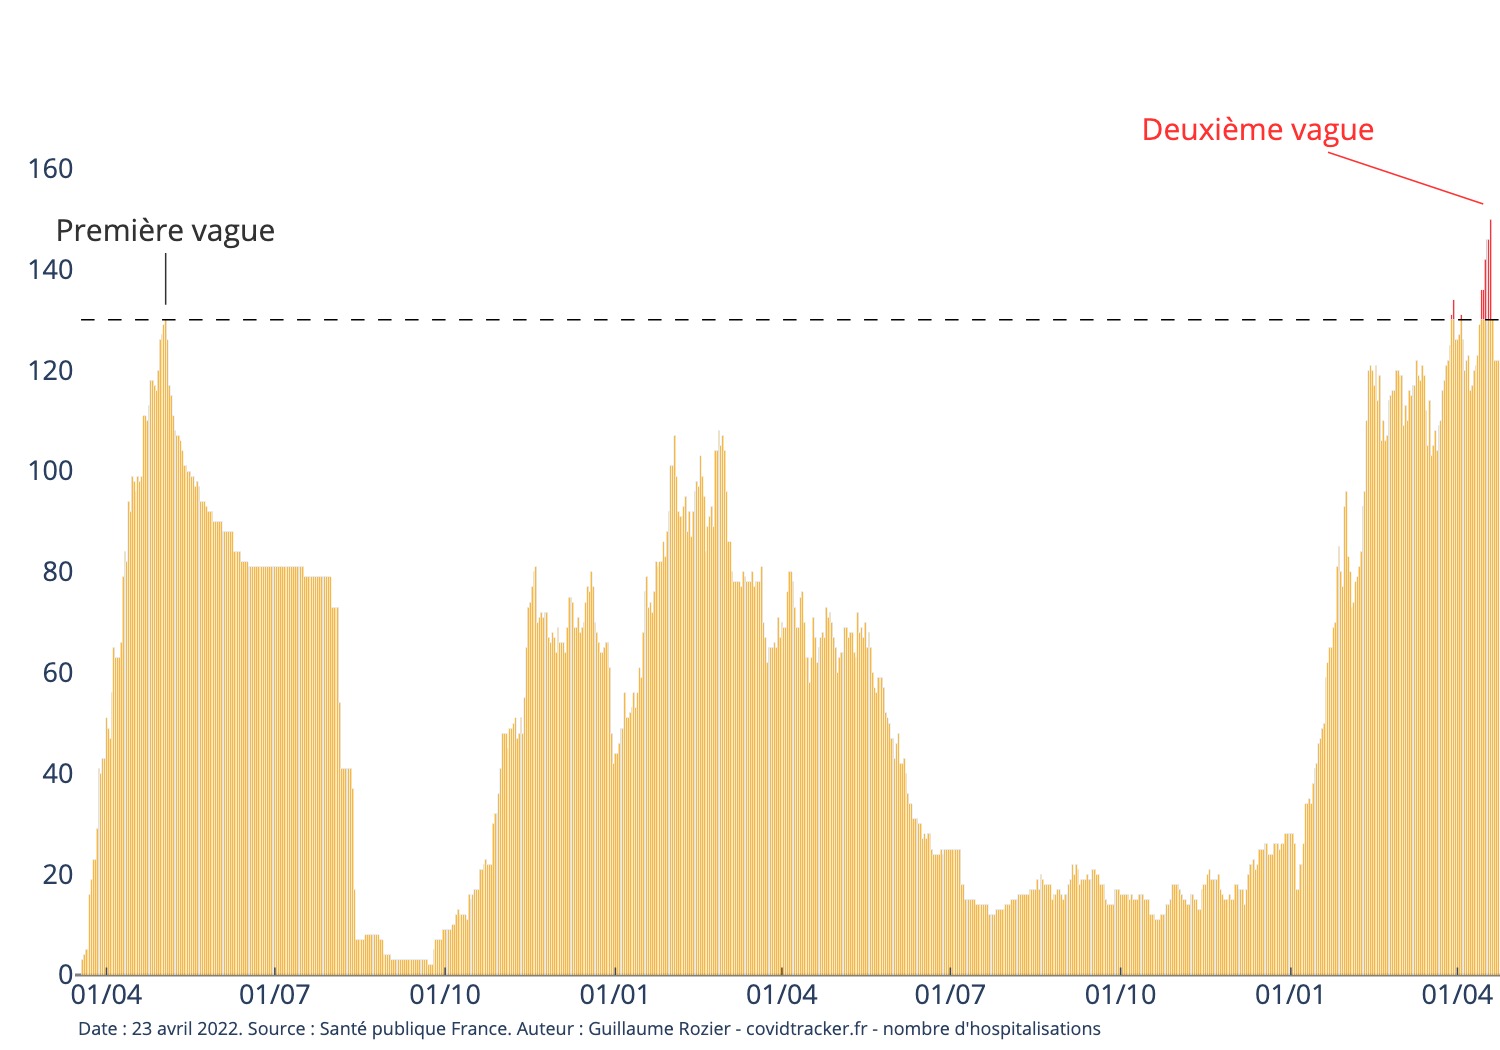 Deuxième vague
160
Première vague
140
120
100
80
60
40
20
0
01/04 01/07 01/10 01/01 01/04 01/07 01/10 01/01 01/04
Date : 23 avril 2022. Source : Santé publique France. Auteur : Guillaume Rozier - covidtracker.fr - nombre d'hospitalisations